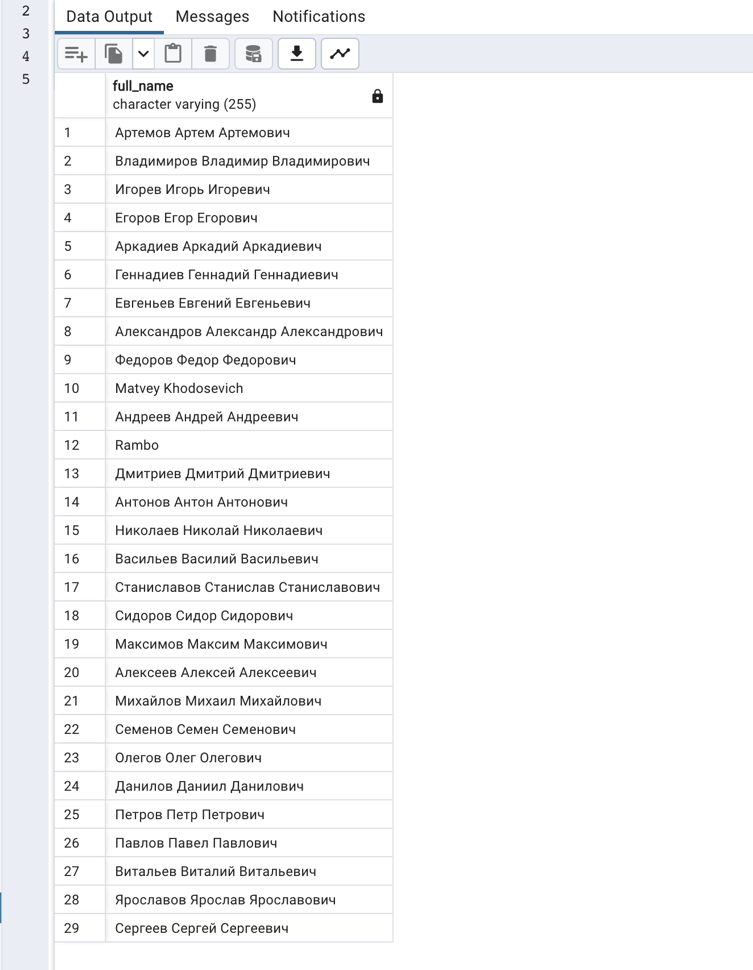 2
3
4
5
Data Output Messages Notifications
full_name
character varying (255)
1 Артемов Артем Артемович
2 Владимиров Владимир Владимирович
3 Игорев Игорь Игоревич
4 Егоров Егор Егорович
5 Аркадиев Аркадий Аркадиевич
6 Геннадиев Геннадий Геннадиевич
7 Евгеньев Евгений Евгеньевич
8 Александров Александр Александрович
9 Федоров Федор Федорович
10 Matvey Khodosevich
11 Андреев Андрей Андреевич
12 Rambo
13 Дмитриев Дмитрий Дмитриевич
14 Антонов Антон Антонович
15 Николаев Николай Николаевич
16 Васильев Василий Васильевич
17 Станиславов Станислав Станиславович
18 Сидоров Сидор Сидорович
19 Максимов Максим Максимович
20 Алексеев Алексей Алексеевич
21 Михайлов Михаил Михайлович
22 Семенов Семен Семенович
23 Олегов Олег Олегович
24 Данилов Даниил Данилович
25 Петров Петр Петрович
26 Павлов Павел Павлович
27 Витальев Виталий Витальевич
28 Ярославов Ярослав Ярославович
29 Сергеев Сергей Сергеевич